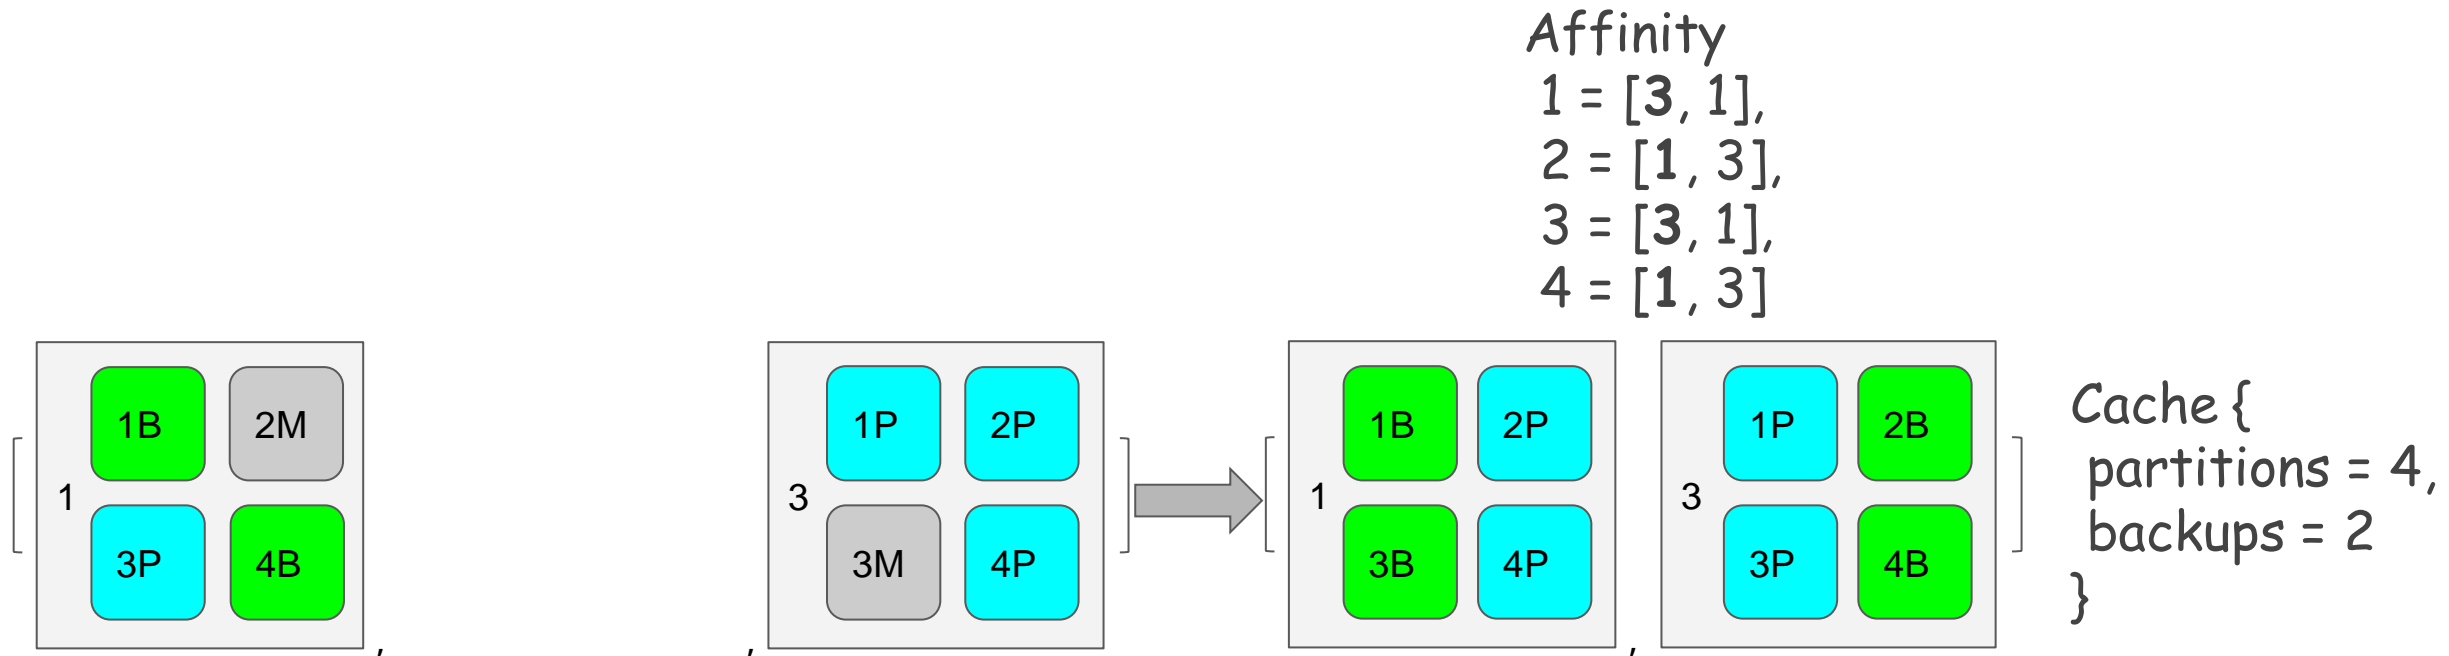 Affinity
1 = [3, 1],
2 = [1, 3],
3 = [3, 1],
4 = [1, 3]
1
1B 2M
3P 4B
,
,
3
1P 2P
3M 4P
1
1B 2P
3B 4P
,
3
1P 2B
3P 4B
Cache {
partitions = 4,
backups = 2
}